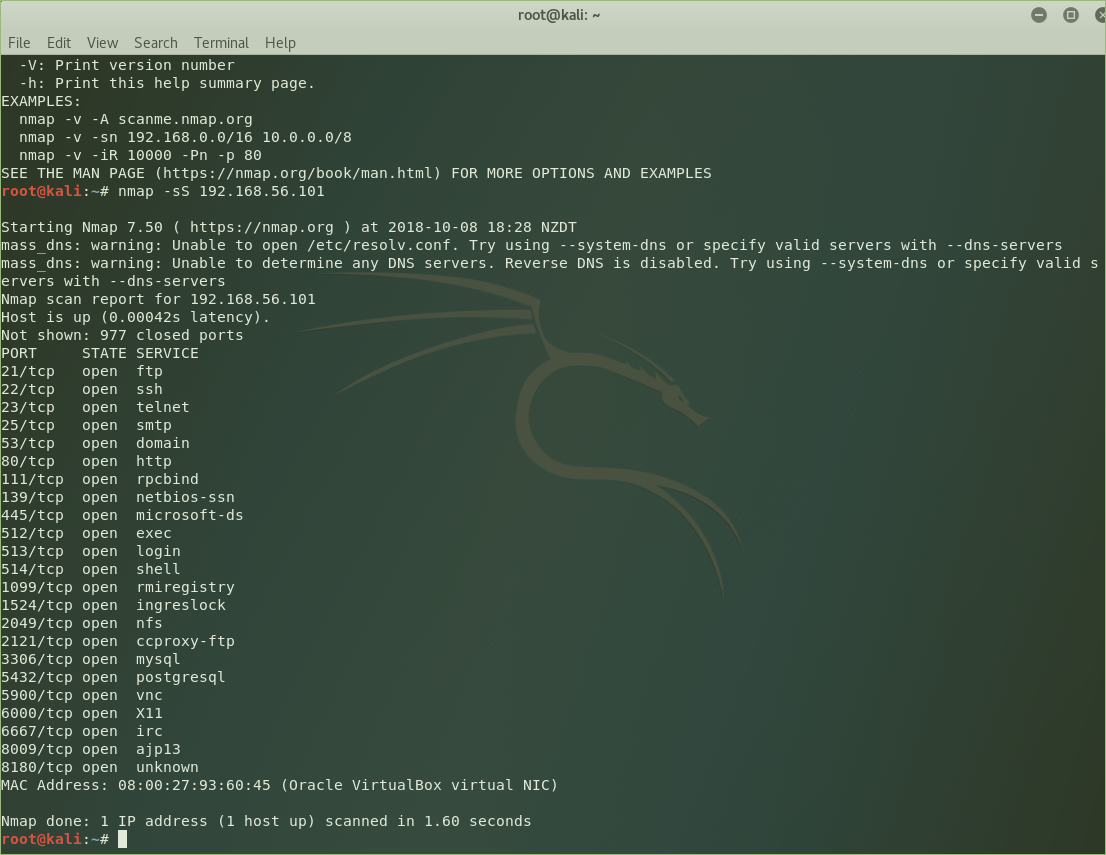 root@kali: ~
File Edit View Search Terminal Help
  -V: Print version number
  -h: Print this help summary page.
EXAMPLES:
  nmap -v -A scanme.nmap.org
  nmap -v -sn 192.168.0.0/16 10.0.0.0/8
  nmap -v -iR 10000 -Pn -p 80
SEE THE MAN PAGE (https://nmap.org/book/man.html) FOR MORE OPTIONS AND EXAMPLES
root@kali:~# nmap -sS 192.168.56.101

Starting Nmap 7.50 ( https://nmap.org ) at 2018-10-08 18:28 NZDT
mass_dns: warning: Unable to open /etc/resolv.conf. Try using --system-dns or specify valid servers with --dns-servers
mass_dns: warning: Unable to determine any DNS servers. Reverse DNS is disabled. Try using --system-dns or specify valid s
ervers with --dns-servers
Nmap scan report for 192.168.56.101
Host is up (0.00042s latency).
Not shown: 977 closed ports
PORT     STATE SERVICE
21/tcp   open  ftp
22/tcp   open  ssh
23/tcp   open  telnet
25/tcp   open  smtp
53/tcp   open  domain
80/tcp   open  http
111/tcp  open  rpcbind
139/tcp  open  netbios-ssn
445/tcp  open  microsoft-ds
512/tcp  open  exec
513/tcp  open  login
514/tcp  open  shell
1099/tcp open  rmiregistry
1524/tcp open  ingreslock
2049/tcp open  nfs
2121/tcp open  ccproxy-ftp
3306/tcp open  mysql
5432/tcp open  postgresql
5900/tcp open  vnc
6000/tcp open  X11
6667/tcp open  irc
8009/tcp open  ajp13
8180/tcp open  unknown
MAC Address: 08:00:27:93:60:45 (Oracle VirtualBox virtual NIC)

Nmap done: 1 IP address (1 host up) scanned in 1.60 seconds
root@kali:~#